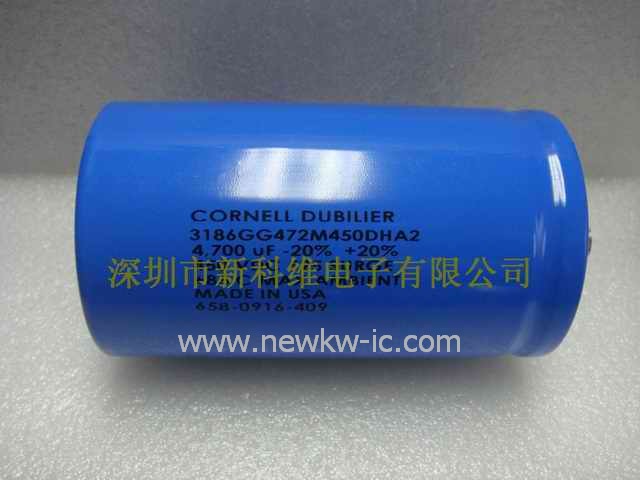 CORNELL DUBILIER
3186GG472M450DHA2
4,700 uF -20% +20%
深圳市新科维电子有限公司
MADE IN USA
658-0916-409
www.newkw-ic.com